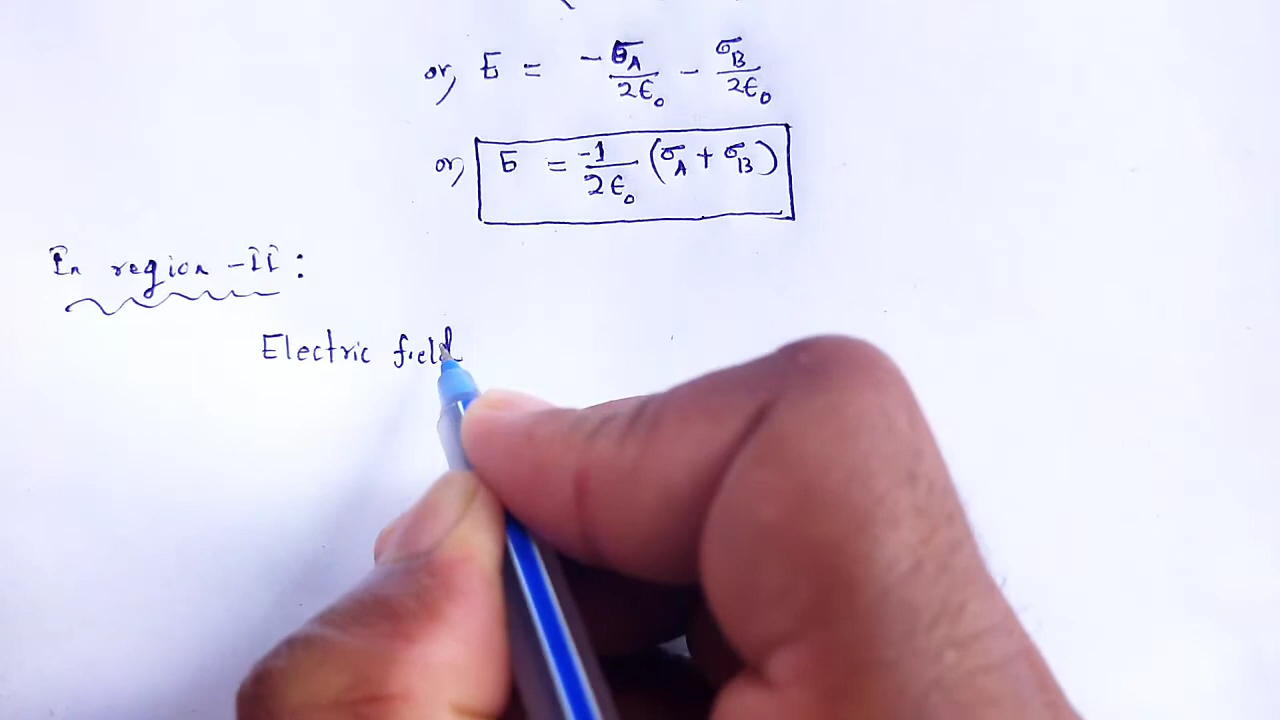 or, E = -σA/2ϵ₀ - σB/2ϵ₀
or, E = -1/2ϵ₀ (σA + σB)
In region -II :
Electric field